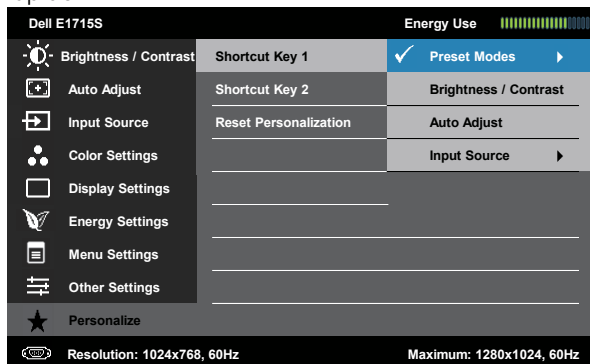 Dell E1715S Energy Use
Brightness / Contrast Shortcut Key 1 Preset Modes
Auto Adjust Shortcut Key 2 Brightness / Contrast
Input Source Reset Personalization Auto Adjust
Color Settings Input Source
Display Settings
Energy Settings
Menu Settings
Other Settings
Personalize
Resolution: 1024x768, 60Hz Maximum: 1280x1024, 60Hz